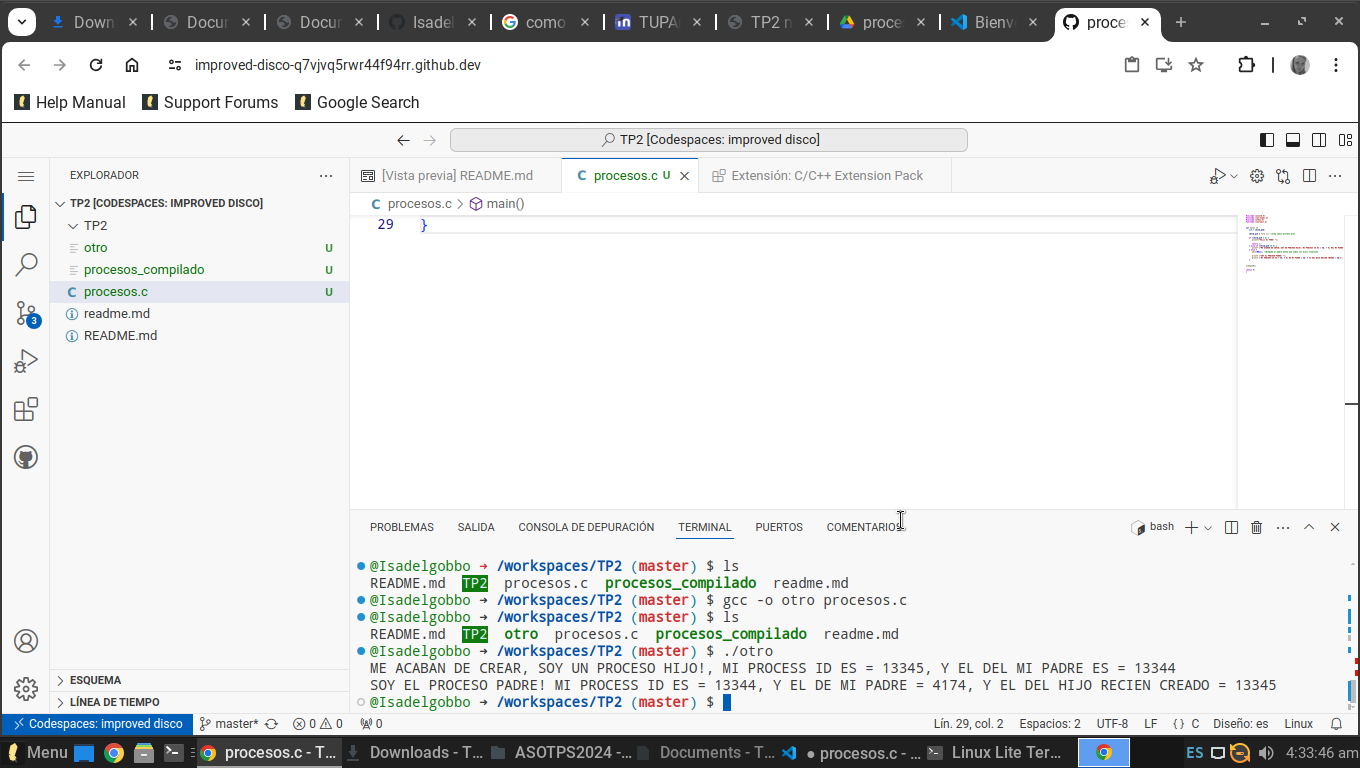 Down
Docur
Docur
Isadel
como
TUPA
TP2 n
proce
Bienv
proce
improved-disco-q7vjvq5rwr44f94rr.github.dev
Help Manual
Support Forums
Google Search
TP2 [Codespaces: improved disco]
EXPLORADOR
TP2 [CODESPACES: IMPROVED DISCO]
TP2
otro U
procesos_compilado U
procesos.c U
readme.md
README.md
3
ESQUEMA
LÍNEA DE TIEMPO
[Vista previa] README.md
procesos.c U
Extensión: C/C++ Extension Pack
procesos.c > main()
29 }
PROBLEMAS SALIDA CONSOLA DE DEPURACIÓN TERMINAL PUERTOS COMENTARIOS
bash
@Isadelgobbo → /workspaces/TP2 (master) $ ls
README.md TP2 procesos.c procesos_compilado readme.md
@Isadelgobbo → /workspaces/TP2 (master) $ gcc -o otro procesos.c
@Isadelgobbo → /workspaces/TP2 (master) $ ls
README.md TP2 otro procesos.c procesos_compilado readme.md
@Isadelgobbo → /workspaces/TP2 (master) $ ./otro
ME ACABAN DE CREAR, SOY UN PROCESO HIJO!, MI PROCESS ID ES = 13345, Y EL DEL MI PADRE ES = 13344
SOY EL PROCESO PADRE! MI PROCESS ID ES = 13344, Y EL DE MI PADRE = 4174, Y EL DEL HIJO RECIEN CREADO = 13345
@Isadelgobbo → /workspaces/TP2 (master) $
Codespaces: improved disco master* 0 0 0 Lín. 29, col. 2 Espacios: 2 UTF-8 LF {} C Diseño: es Linux
Menu procesos.c - T... Downloads - T... ASOTPS2024 -... Documents - T... ● procesos.c -... Linux Lite Ter... ES 4:33:46 am